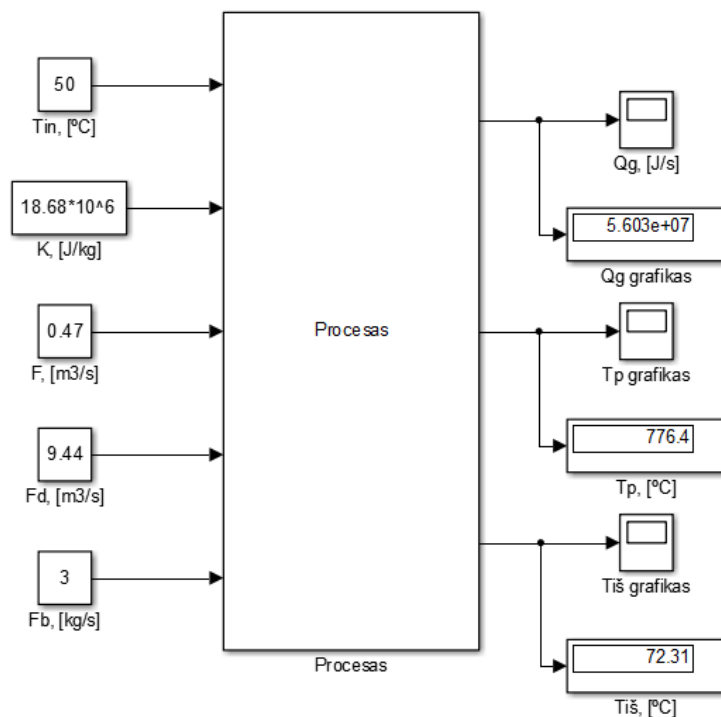 50
Tin, [ºC]
18.68*10^6
K, [J/kg]
0.47
F, [m3/s]
9.44
Fd, [m3/s]
3
Fb, [kg/s]
Procesas
Procesas
Qg, [J/s]
5.603e+07
Qg grafikas
Tp grafikas
776.4
Tp, [ºC]
Tiš grafikas
72.31
Tiš, [ºC]